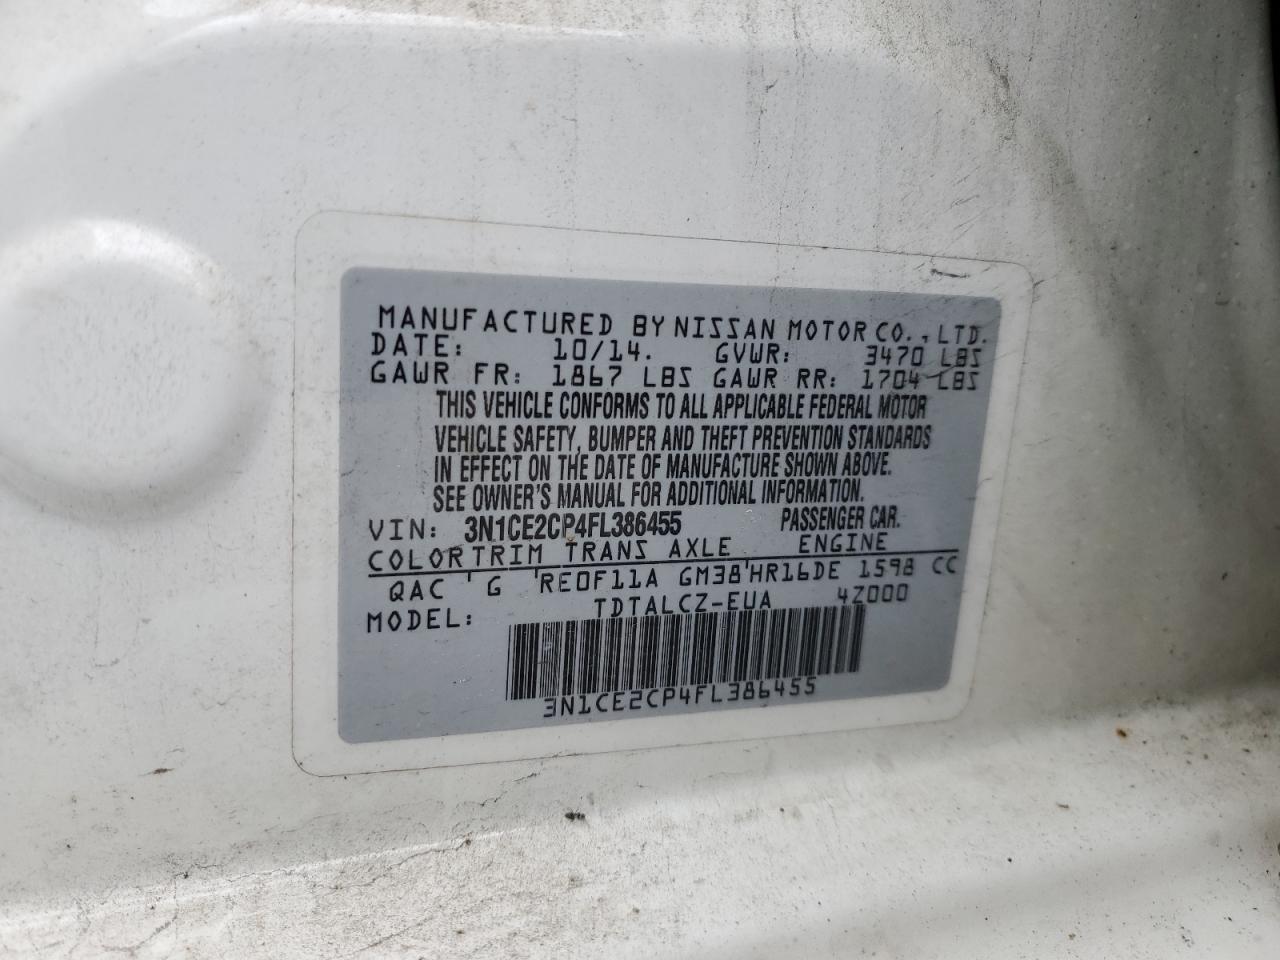 MANUFACTURED BY NISSAN MOTOR CO., LTD.
DATE: 10/14. GVWR: 3470 LBS
GAWR FR: 1867 LBS GAWR RR: 1704 LBS
THIS VEHICLE CONFORMS TO ALL APPLICABLE FEDERAL MOTOR
VEHICLE SAFETY, BUMPER AND THEFT PREVENTION STANDARDS
IN EFFECT ON THE DATE OF MANUFACTURE SHOWN ABOVE.
SEE OWNER'S MANUAL FOR ADDITIONAL INFORMATION.
VIN: 3N1CE2CP4FL386455 PASSENGER CAR.
COLOR TRIM TRANS AXLE ENGINE
QAC ' G ' RE0F11A GM38 ' HR16DE 1598 CC
MODEL: TDTALCZ-EUA 4Z000
3N1CE2CP4FL386455